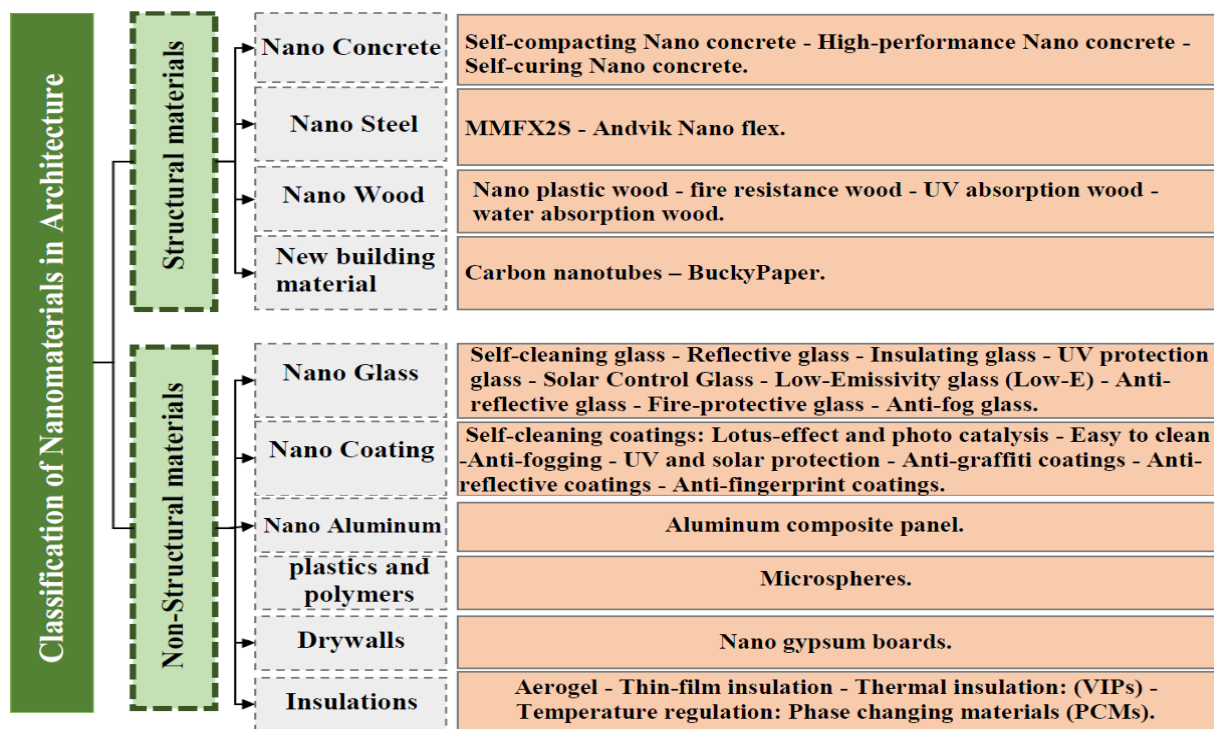 Classification of Nanomaterials in Architecture
Structural materials
Nano Concrete
Self-compacting Nano concrete - High-performance Nano concrete -
Self-curing Nano concrete.
Nano Steel
MMFX2S - Andvik Nano flex.
Nano Wood
Nano plastic wood - fire resistance wood - UV absorption wood -
water absorption wood.
New building
material
Carbon nanotubes – BuckyPaper.
Non-Structural materials
Nano Glass
Self-cleaning glass - Reflective glass - Insulating glass - UV protection
glass - Solar Control Glass - Low-Emissivity glass (Low-E) - Anti-
reflective glass - Fire-protective glass - Anti-fog glass.
Nano Coating
Self-cleaning coatings: Lotus-effect and photo catalysis - Easy to clean
-Anti-fogging - UV and solar protection - Anti-graffiti coatings - Anti-
reflective coatings - Anti-fingerprint coatings.
Nano Aluminum
Aluminum composite panel.
plastics and
polymers
Microspheres.
Drywalls
Nano gypsum boards.
Insulations
Aerogel - Thin-film insulation - Thermal insulation: (VIPs) -
Temperature regulation: Phase changing materials (PCMs).